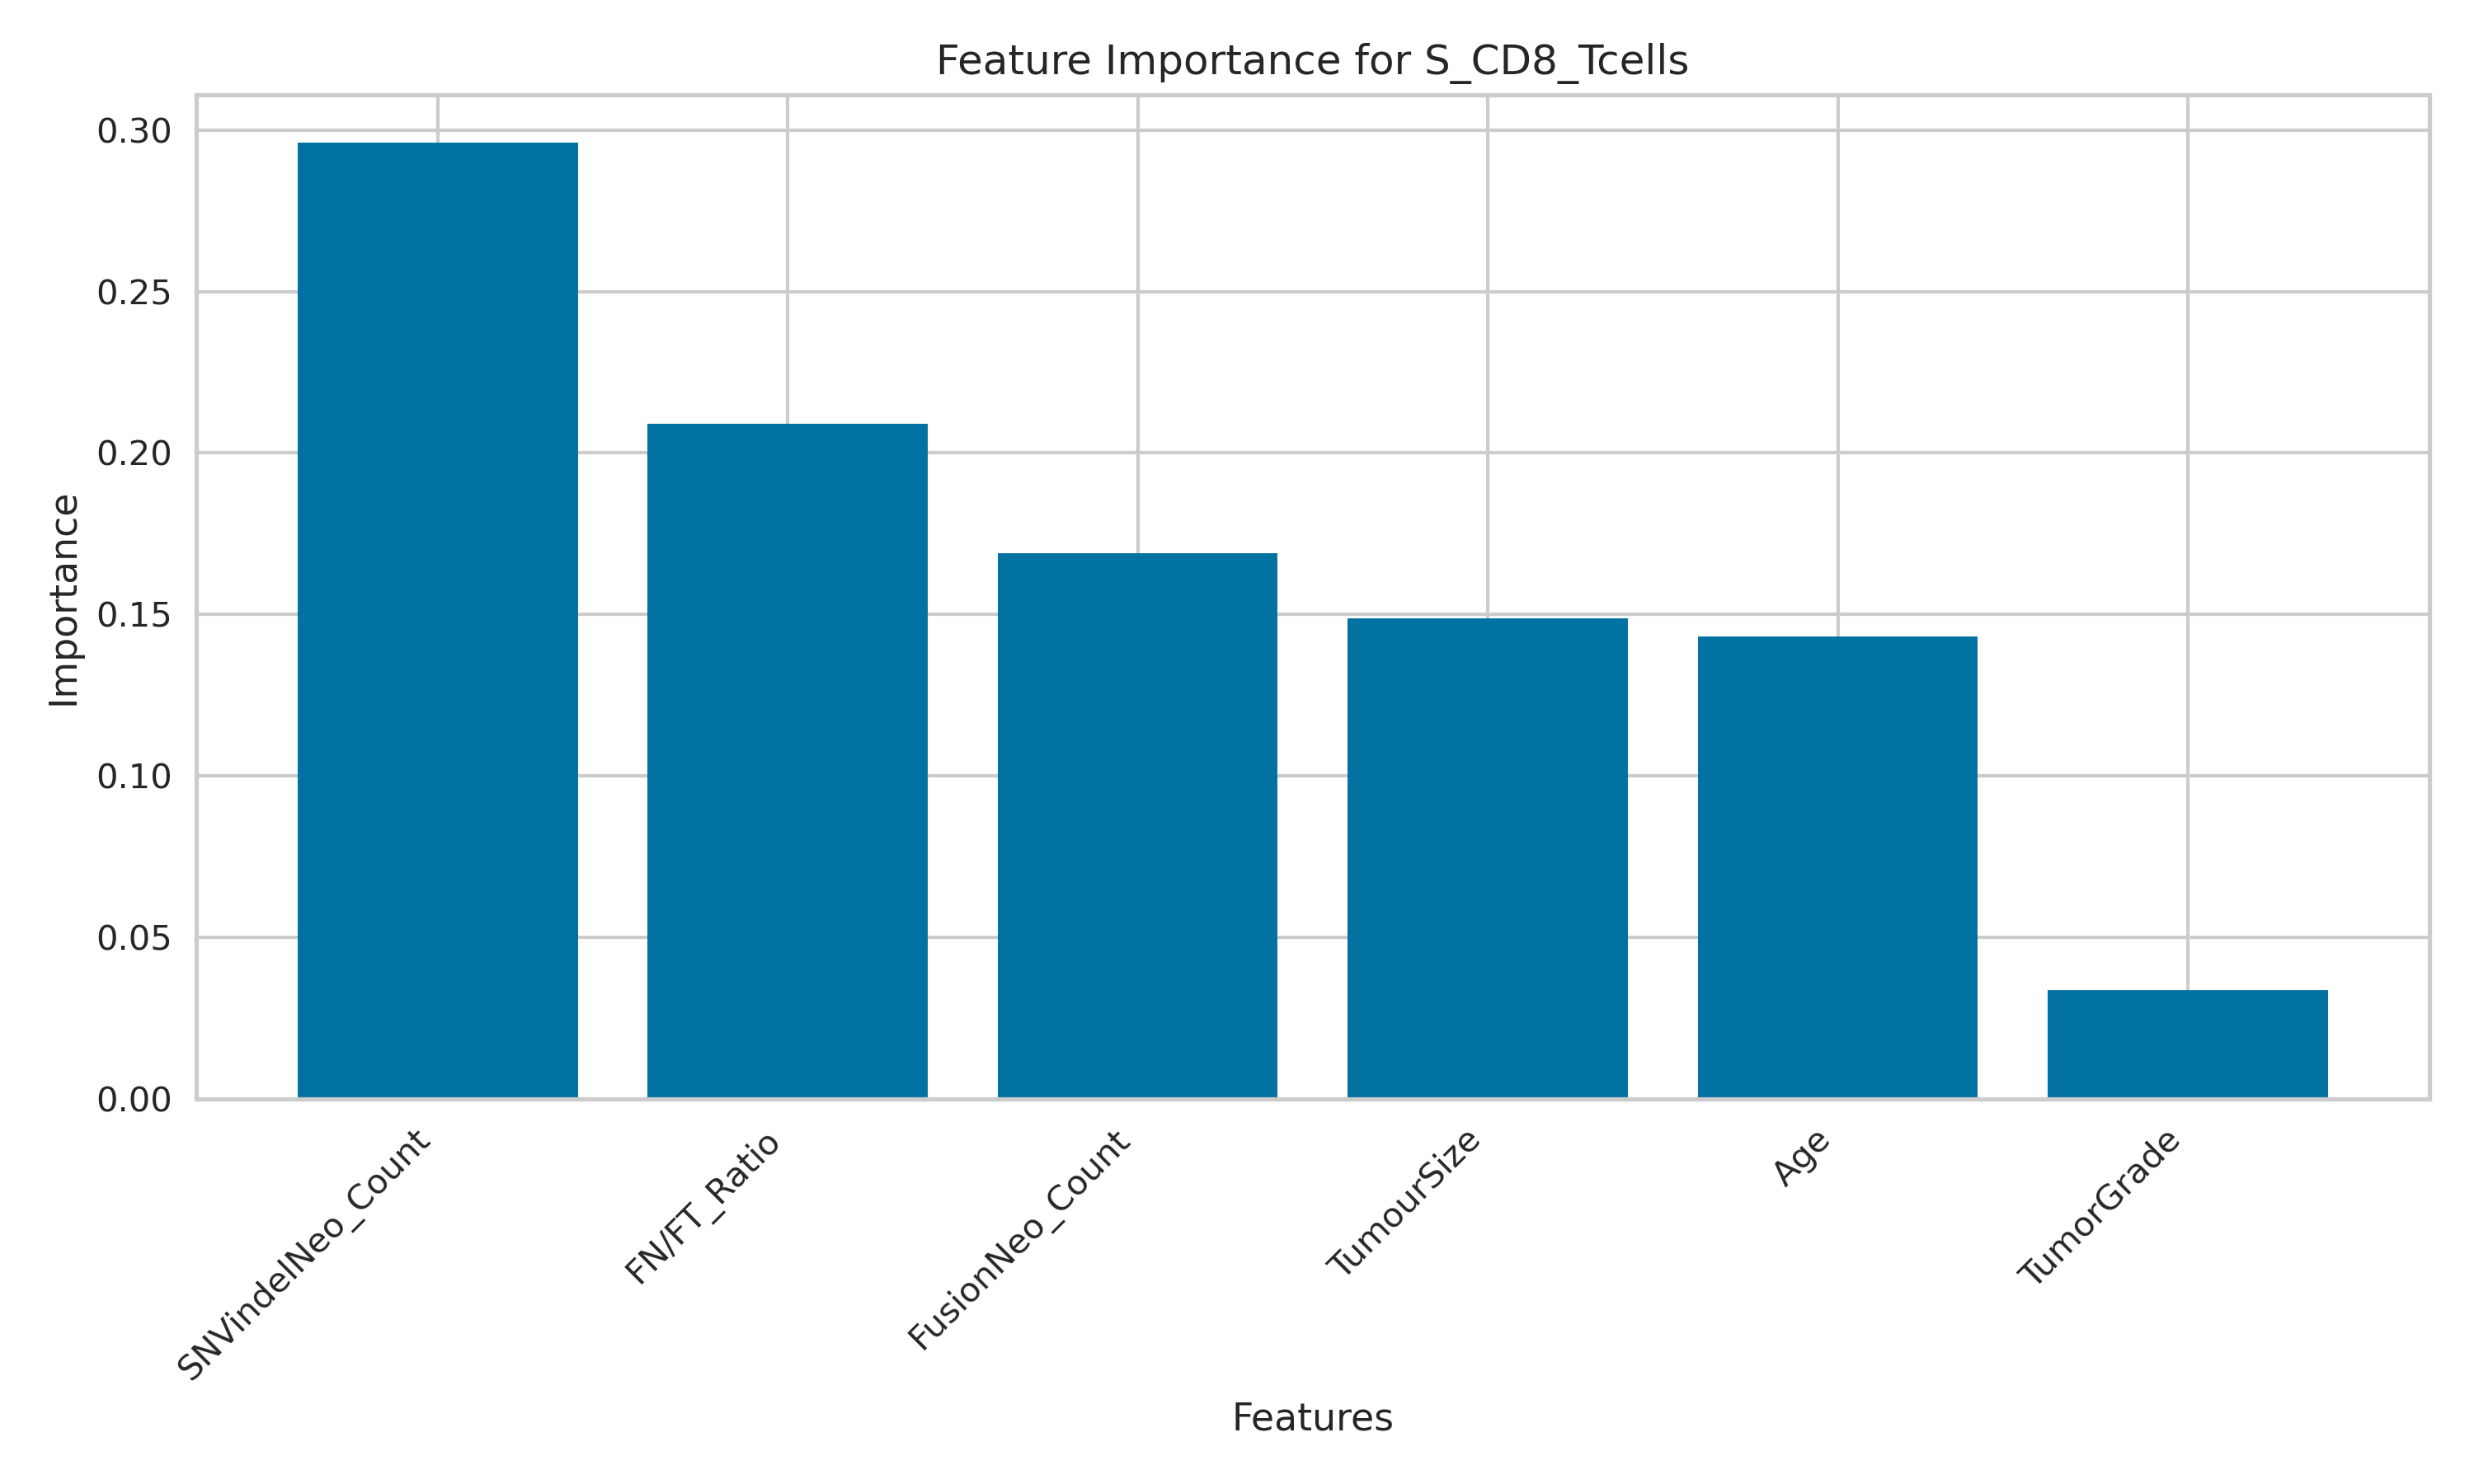 Feature Importance for S_CD8_Tcells
0.30
0.25
0.20
0.15
0.10
0.05
0.00
Importance
SNVindelNeo_Count
FN/FT_Ratio
FusionNeo_Count
TumourSize
Age
TumorGrade
Features